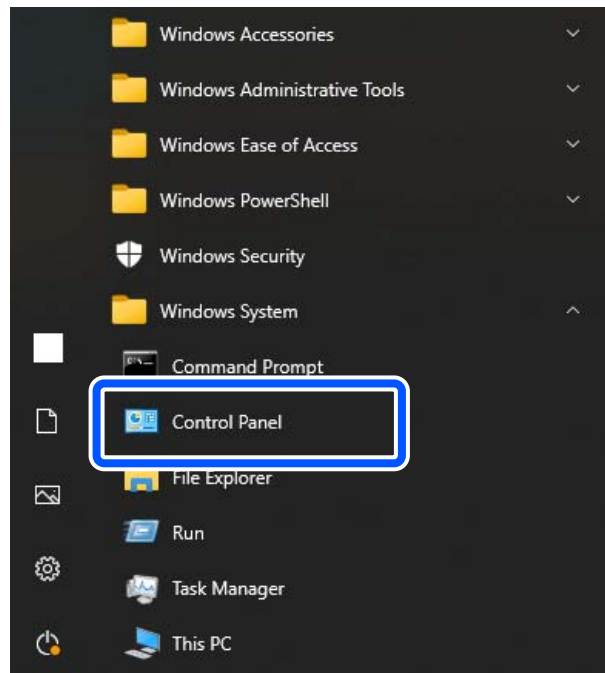 Windows Accessories
Windows Administrative Tools
Windows Ease of Access
Windows PowerShell
Windows Security
Windows System
Command Prompt
Control Panel
File Explorer
Run
Task Manager
This PC